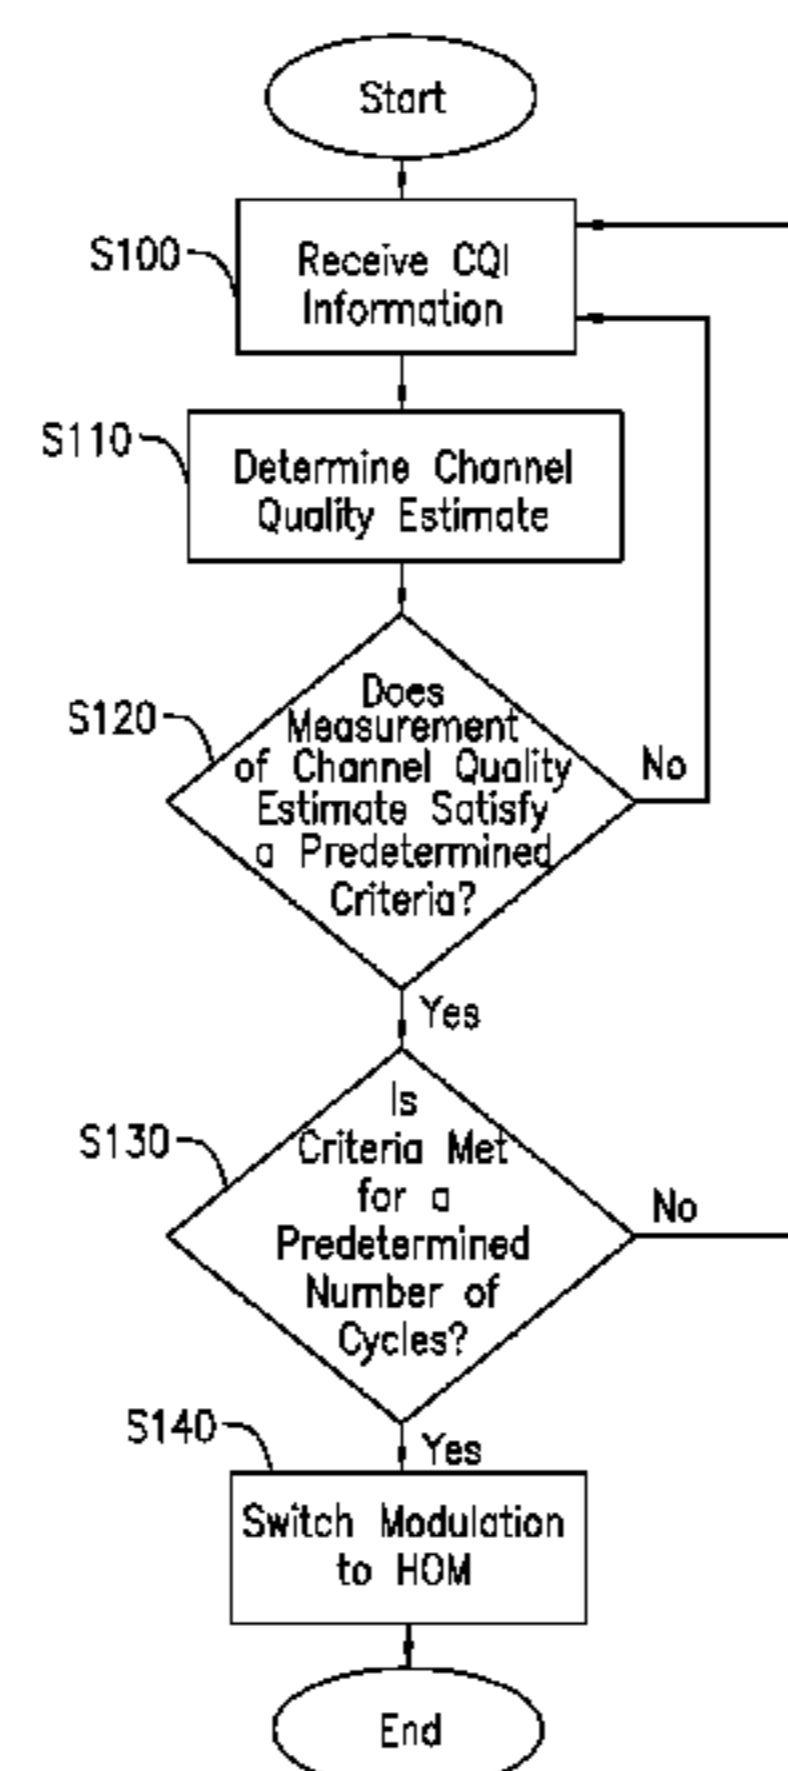 Start
S100
Receive CQI
Information
S110
Determine Channel
Quality Estimate
S120
Does
Measurement
of Channel Quality
Estimate Satisfy
a Predetermined
Criteria?
No
Yes
S130
Is
Criteria Met
for a
Predetermined
Number of
Cycles?
No
Yes
S140
Switch Modulation
to HOM
End